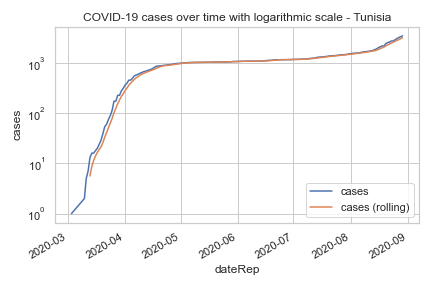 COVID-19 cases over time with logarithmic scale - Tunisia
10³
10²
10¹
10⁰
cases
2020-03
2020-04
2020-05
2020-06
2020-07
2020-08
2020-09
dateRep
cases
cases (rolling)